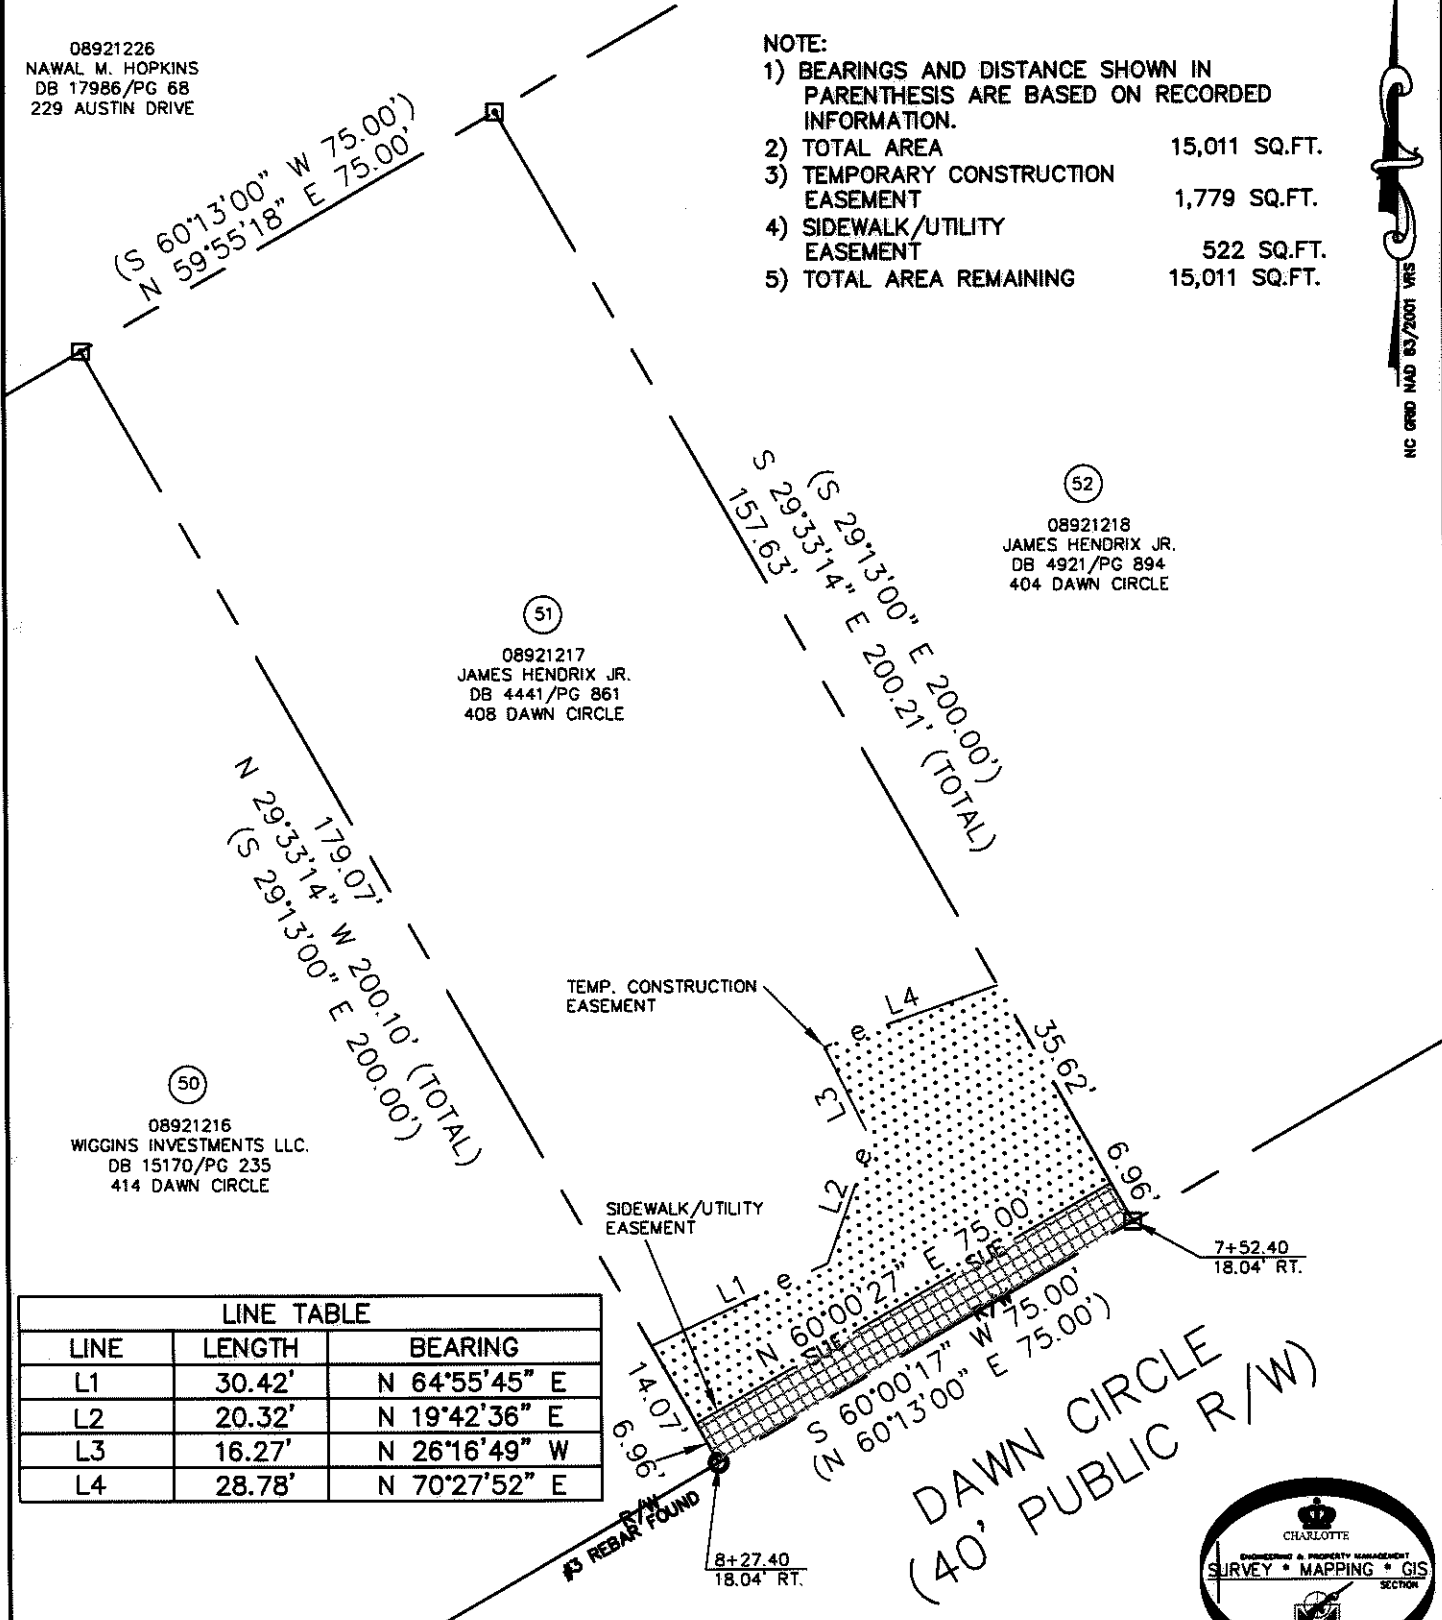 08921226
NAWAL M. HOPKINS
DB 17986/PG 68
229 AUSTIN DRIVE
(S 60°13'00" W 75.00')
N 59°55'18" E 75.00'
NOTE:
1) BEARINGS AND DISTANCE SHOWN IN
PARENTHESIS ARE BASED ON RECORDED
INFORMATION.
2) TOTAL AREA 15,011 SQ.FT.
3) TEMPORARY CONSTRUCTION
EASEMENT 1,779 SQ.FT.
4) SIDEWALK/UTILITY
EASEMENT 522 SQ.FT.
5) TOTAL AREA REMAINING 15,011 SQ.FT.
NC GRID NAD 83/2001 VRS
(S 29°13'00" E 200.00')
S 29°33'14" E 200.21' (TOTAL)
157.63'
52
08921218
JAMES HENDRIX JR.
DB 4921/PG 894
404 DAWN CIRCLE
51
08921217
JAMES HENDRIX JR.
DB 4441/PG 861
408 DAWN CIRCLE
179.07'
N 29°33'14" W 200.10' (TOTAL)
(S 29°13'00" E 200.00')
50
08921216
WIGGINS INVESTMENTS LLC.
DB 15170/PG 235
414 DAWN CIRCLE
TEMP. CONSTRUCTION
EASEMENT
e
L4
L3
35.62'
e
L2
6.96'
SIDEWALK/UTILITY
EASEMENT
L1
e
N 60°00'27" E 75.00'
SUE
SUE
R/W
S 60°00'17" W 75.00'
(N 60°13'00" E 75.00')
7+52.40
18.04' RT.
14.07'
6.96'
R/W
#3 REBAR FOUND
8+27.40
18.04' RT.
DAWN CIRCLE
(40' PUBLIC R/W)
LINE TABLE
LINE LENGTH BEARING
L1 30.42' N 64°55'45" E
L2 20.32' N 19°42'36" E
L3 16.27' N 26°16'49" W
L4 28.78' N 70°27'52" E
CHARLOTTE
ENGINEERING & PROPERTY MANAGEMENT
SURVEY * MAPPING * GIS
SECTION